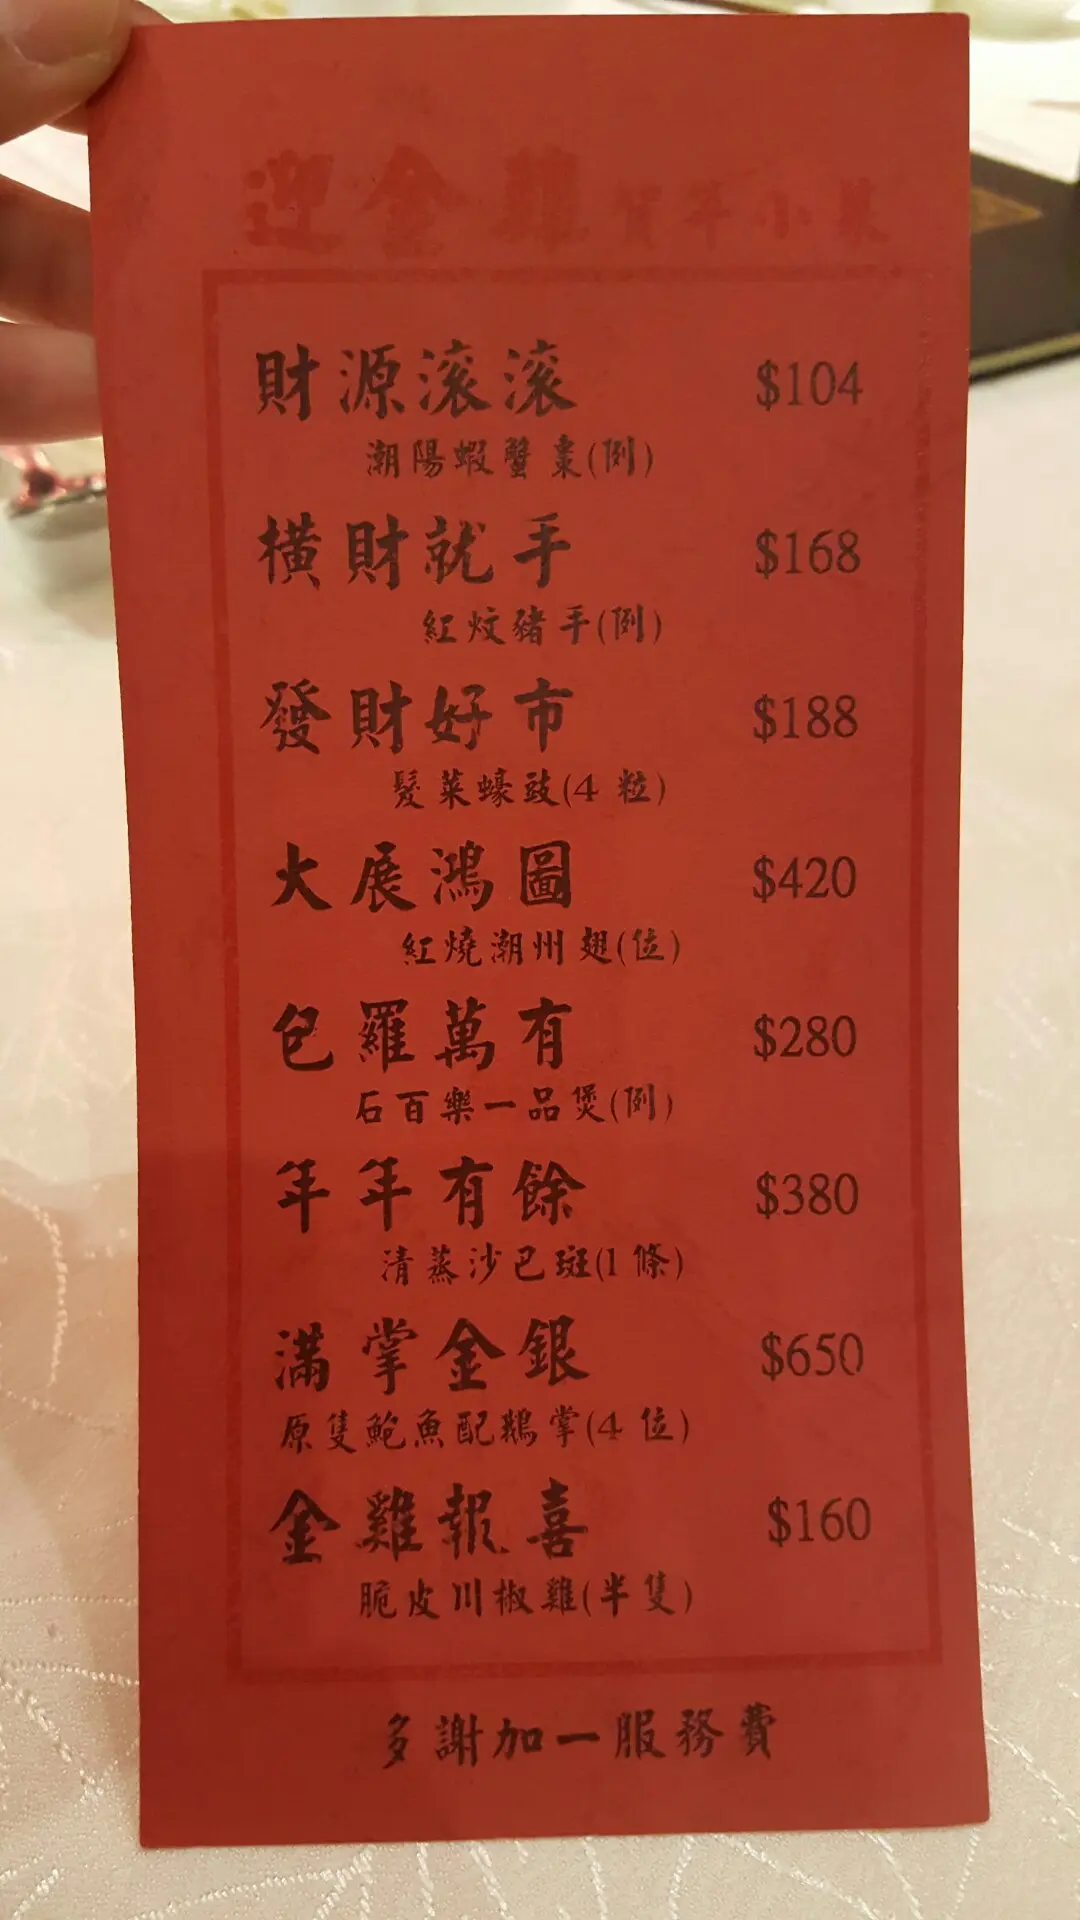 迎金雞賀年小菜
財源滾滾 $104
潮陽蝦蟹棗(例)
橫財就手 $168
紅炆豬手(例)
發財好市 $188
髮菜蠔豉(4 粒)
大展鴻圖 $420
紅燒潮州翅(位)
包羅萬有 $280
石百樂一品煲(例)
年年有餘 $380
清蒸沙巴斑(1 條)
滿掌金銀 $650
原隻鮑魚配鵝掌(4 位)
金雞報喜 $160
脆皮川椒雞(半隻)
多謝加一服務費